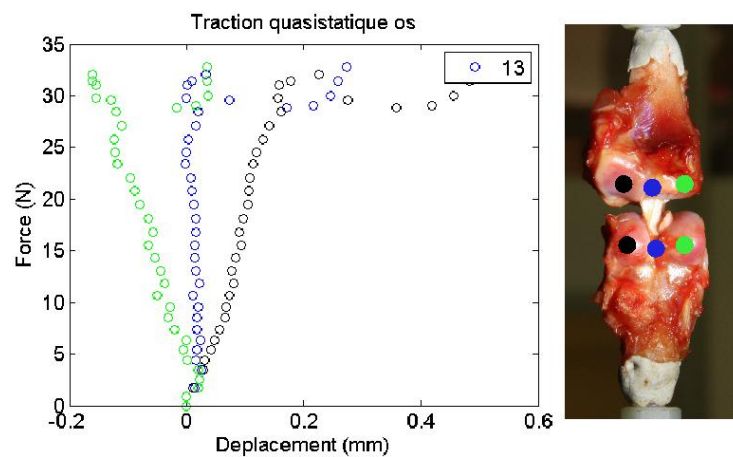 Traction quasistatique os
35
30
25
20
15
10
5
0
Force (N)
13
-0.2 0 0.2 0.4 0.6
Deplacement (mm)